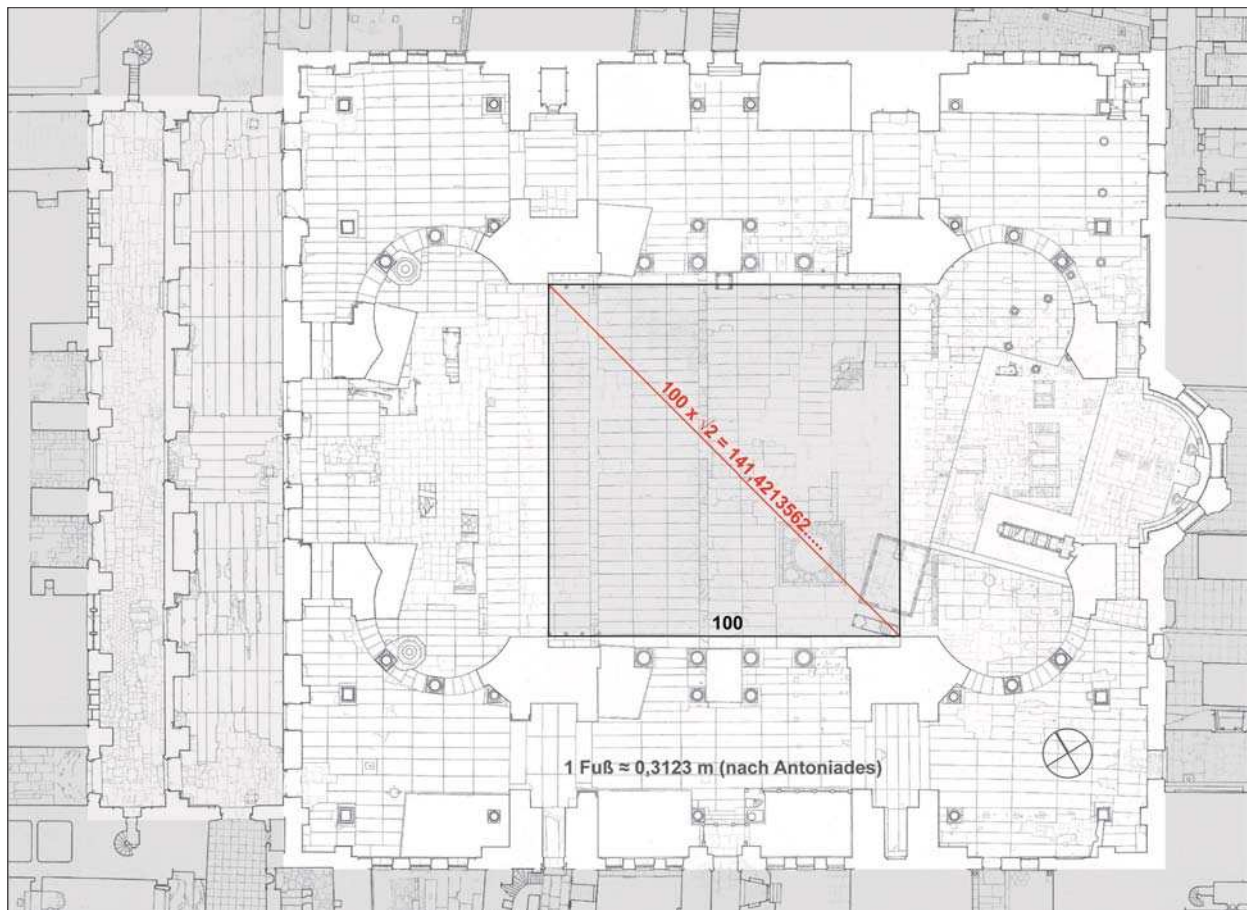 100 x √2 = 141,4213562.....
100
1 Fuß ≈ 0,3123 m (nach Antoniades)